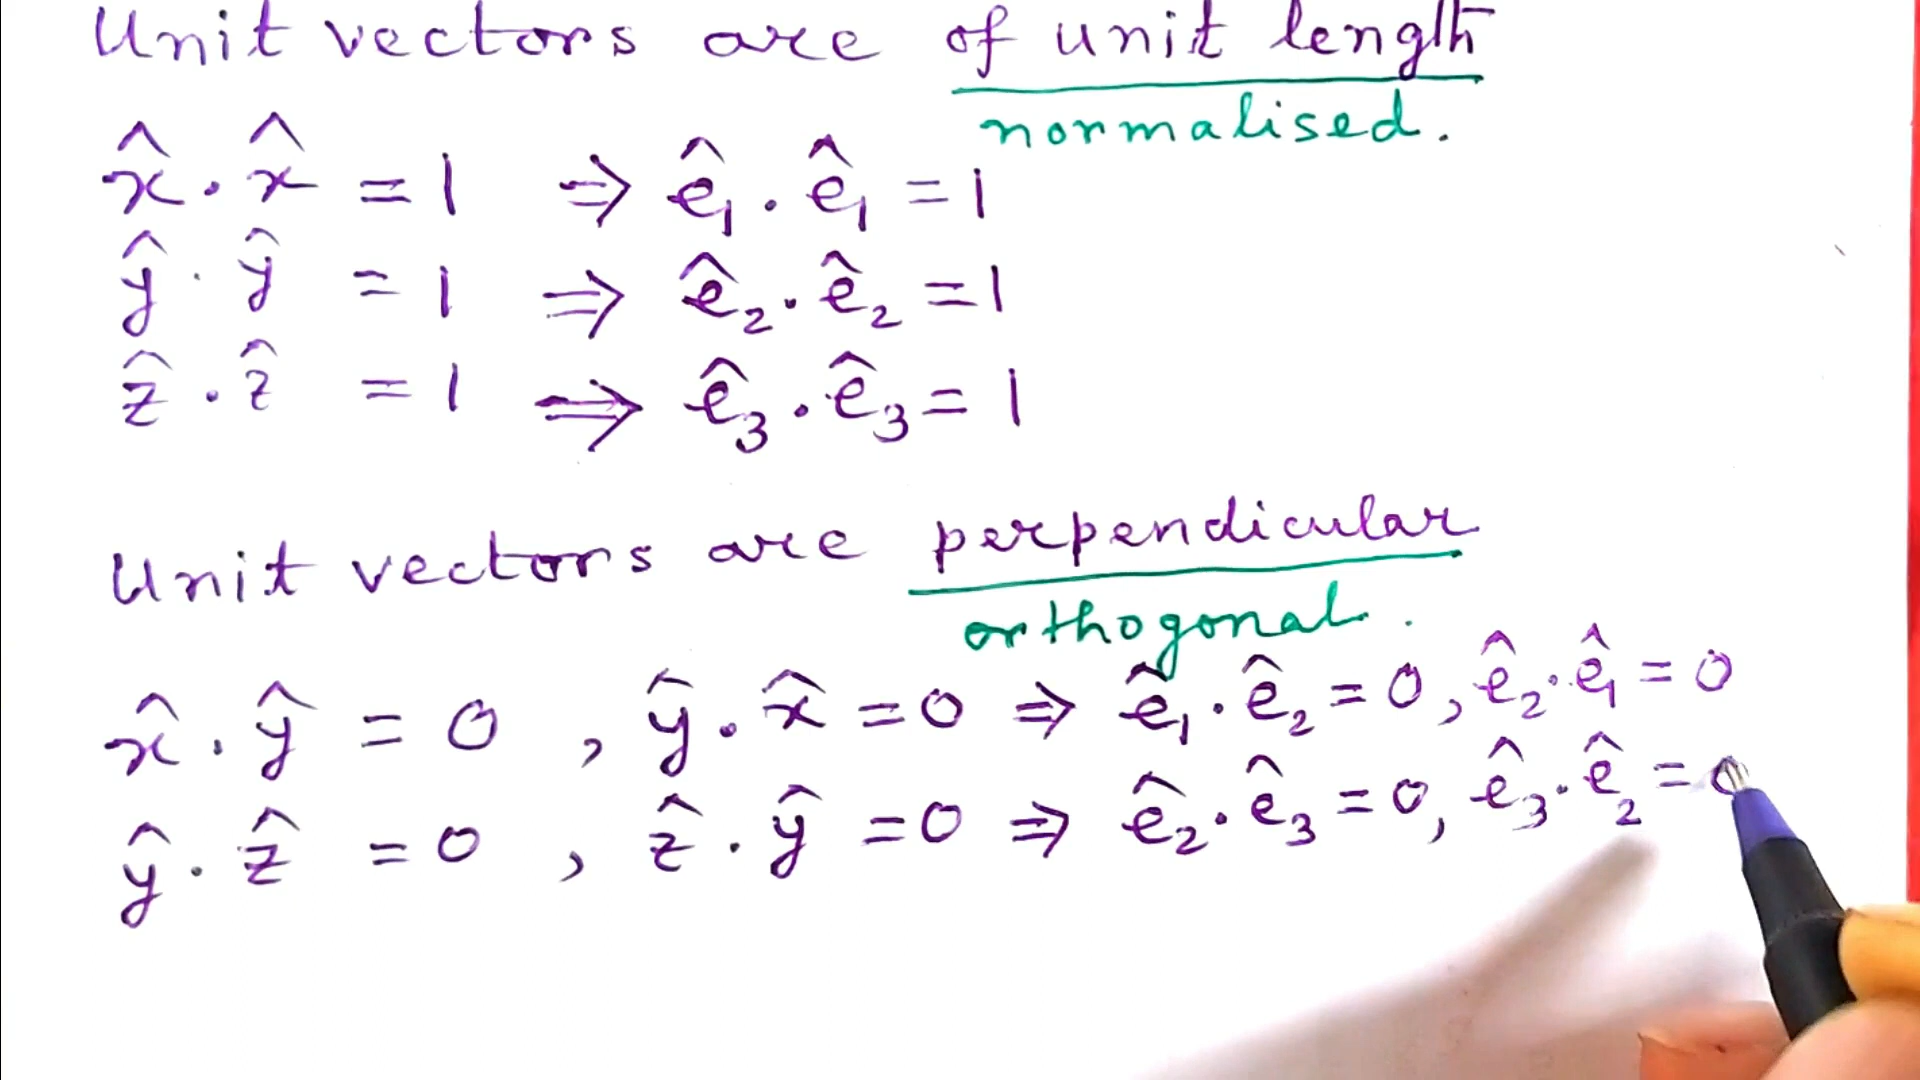 Unit vectors are of unit length
normalised.
x̂ · x̂ = 1 ⇒ ê₁ · ê₁ = 1
ŷ · ŷ = 1 ⇒ ê₂ · ê₂ = 1
ẑ · ẑ = 1 ⇒ ê₃ · ê₃ = 1
Unit vectors are perpendicular
orthogonal.
x̂ · ŷ = 0 , ŷ · x̂ = 0 ⇒ ê₁ · ê₂ = 0, ê₂ · ê₁ = 0
ŷ · ẑ = 0 , ẑ · ŷ = 0 ⇒ ê₂ · ê₃ = 0, ê₃ · ê₂ = 0